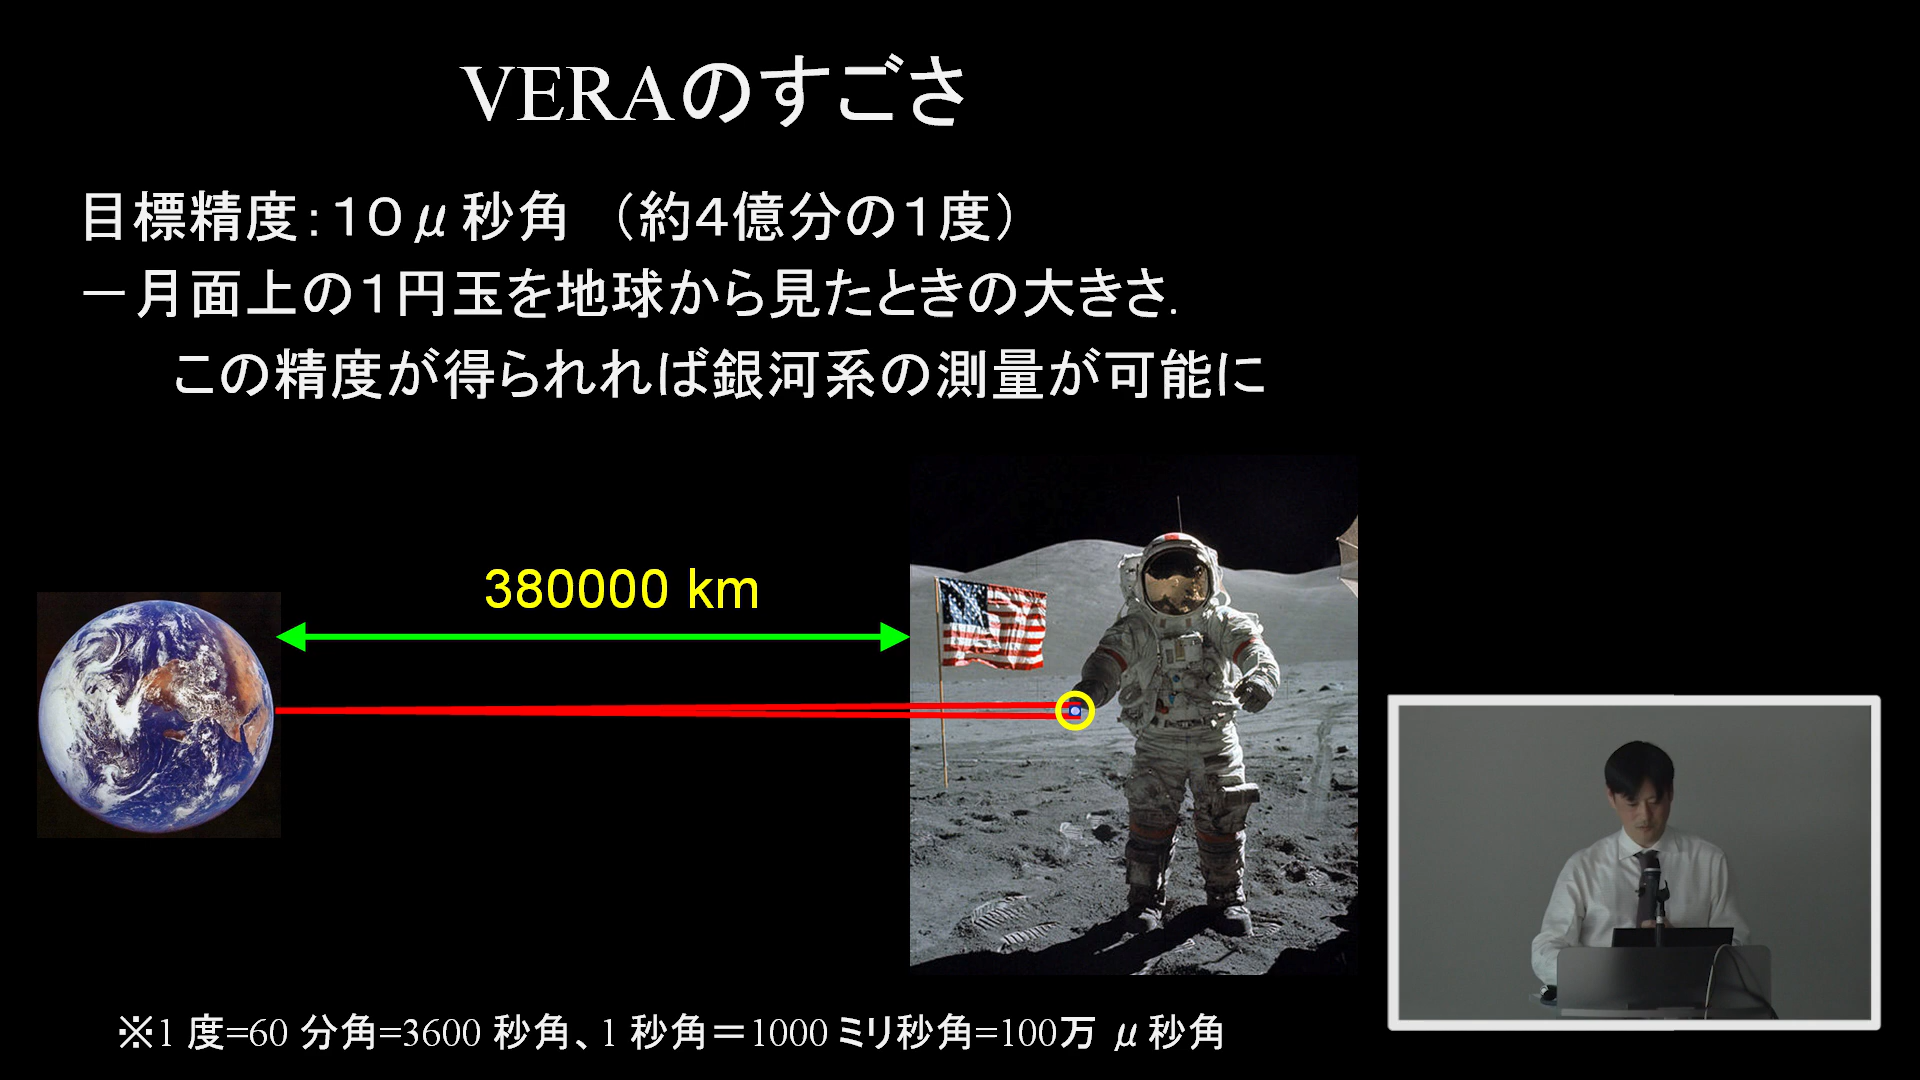 VERAのすごさ
目標精度：１０μ秒角　（約４億分の１度）
－月面上の１円玉を地球から見たときの大きさ．
この精度が得られれば銀河系の測量が可能に
380000 km
※1 度=60 分角=3600 秒角、1 秒角＝1000 ミリ秒角=100万 μ秒角